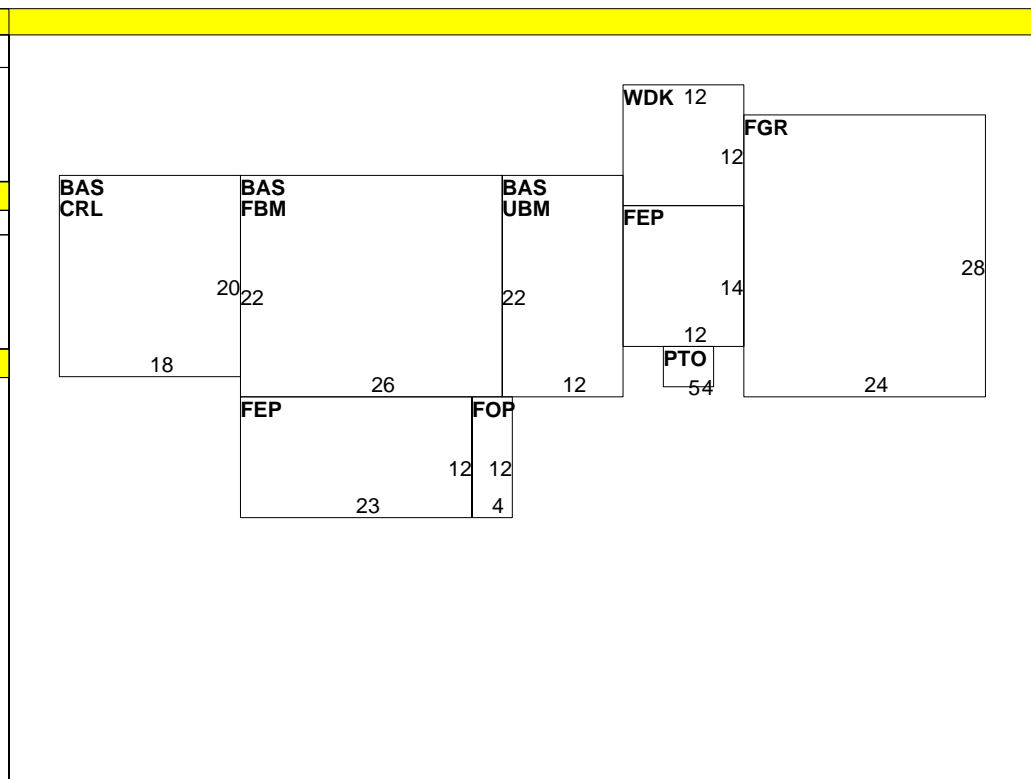 WDK 12
FGR
12
BAS BAS BAS
CRL FBM UBM
FEP
28
20 22 22 14
12
PTO
18
26 12 54 24
FEP FOP
12 12
23 4